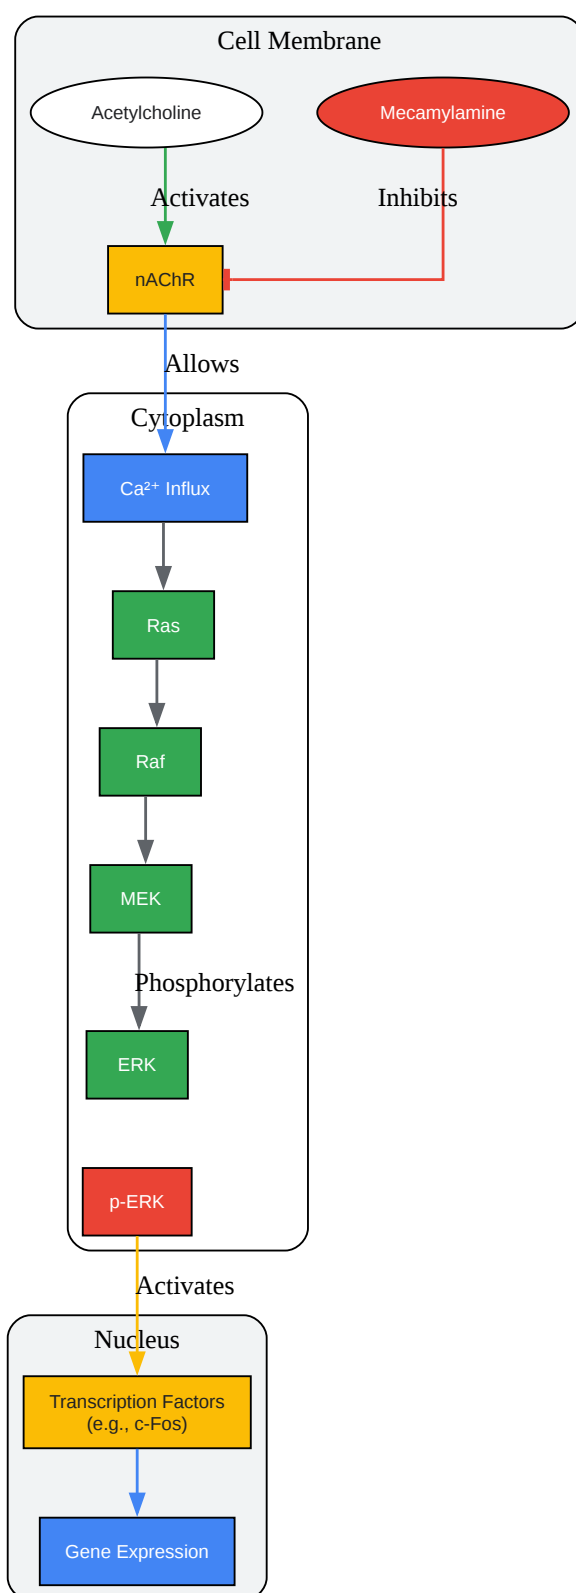 Cell Membrane
Acetylcholine
Mecamylamine
Activates
Inhibits
nAChR
Allows
Cytoplasm
Ca²⁺ Influx
Ras
Raf
MEK
Phosphorylates
ERK
p-ERK
Activates
Nucleus
Transcription Factors
(e.g., c-Fos)
Gene Expression